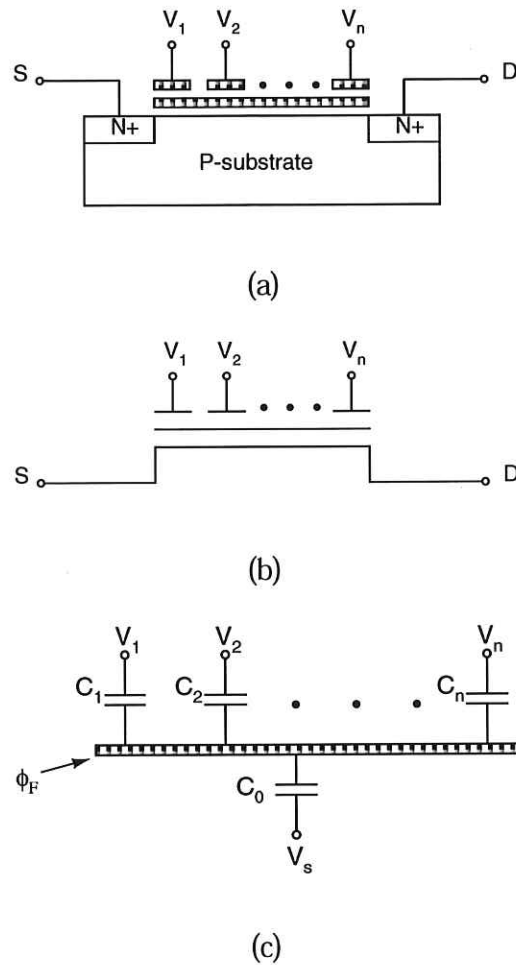 V1 V2 Vn
S D
N+ N+
P-substrate
(a)
V1 V2 Vn
S D
(b)
V1 V2 Vn
C1 C2 Cn
ϕF
C0
Vs
(c)